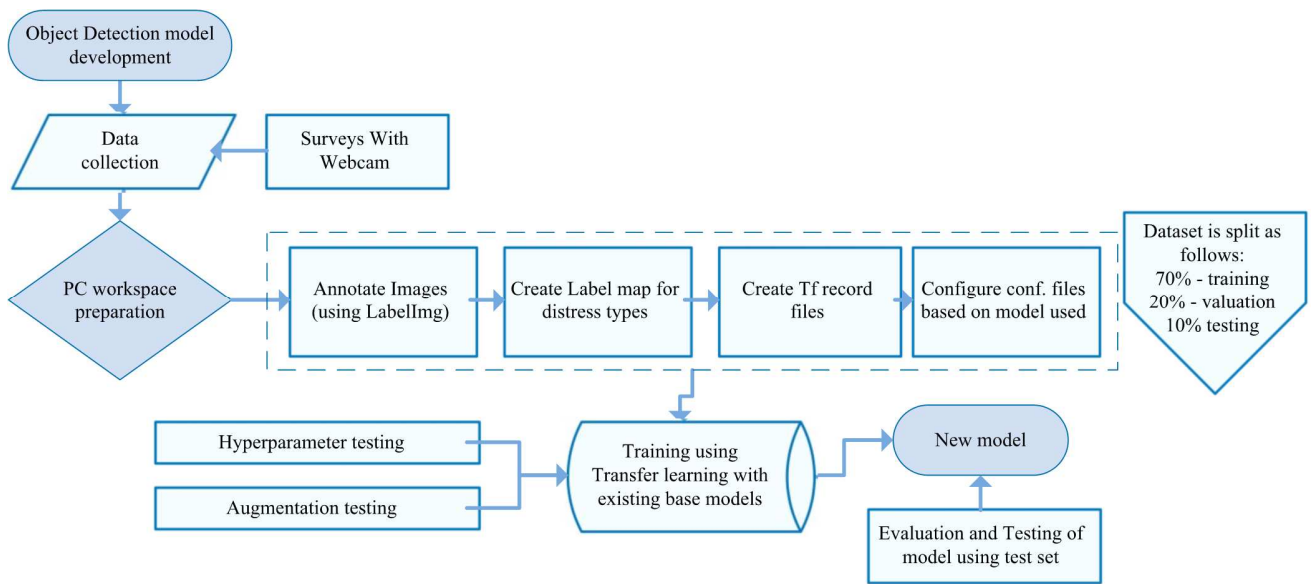 Object Detection model
development
Data
collection
Surveys With
Webcam
PC workspace
preparation
Annotate Images
(using LabelImg)
Create Label map for
distress types
Create Tf record
files
Configure conf. files
based on model used
Dataset is split as
follows:
70% - training
20% - valuation
10% testing
Hyperparameter testing
Augmentation testing
Training using
Transfer learning with
existing base models
New model
Evaluation and Testing of
model using test set